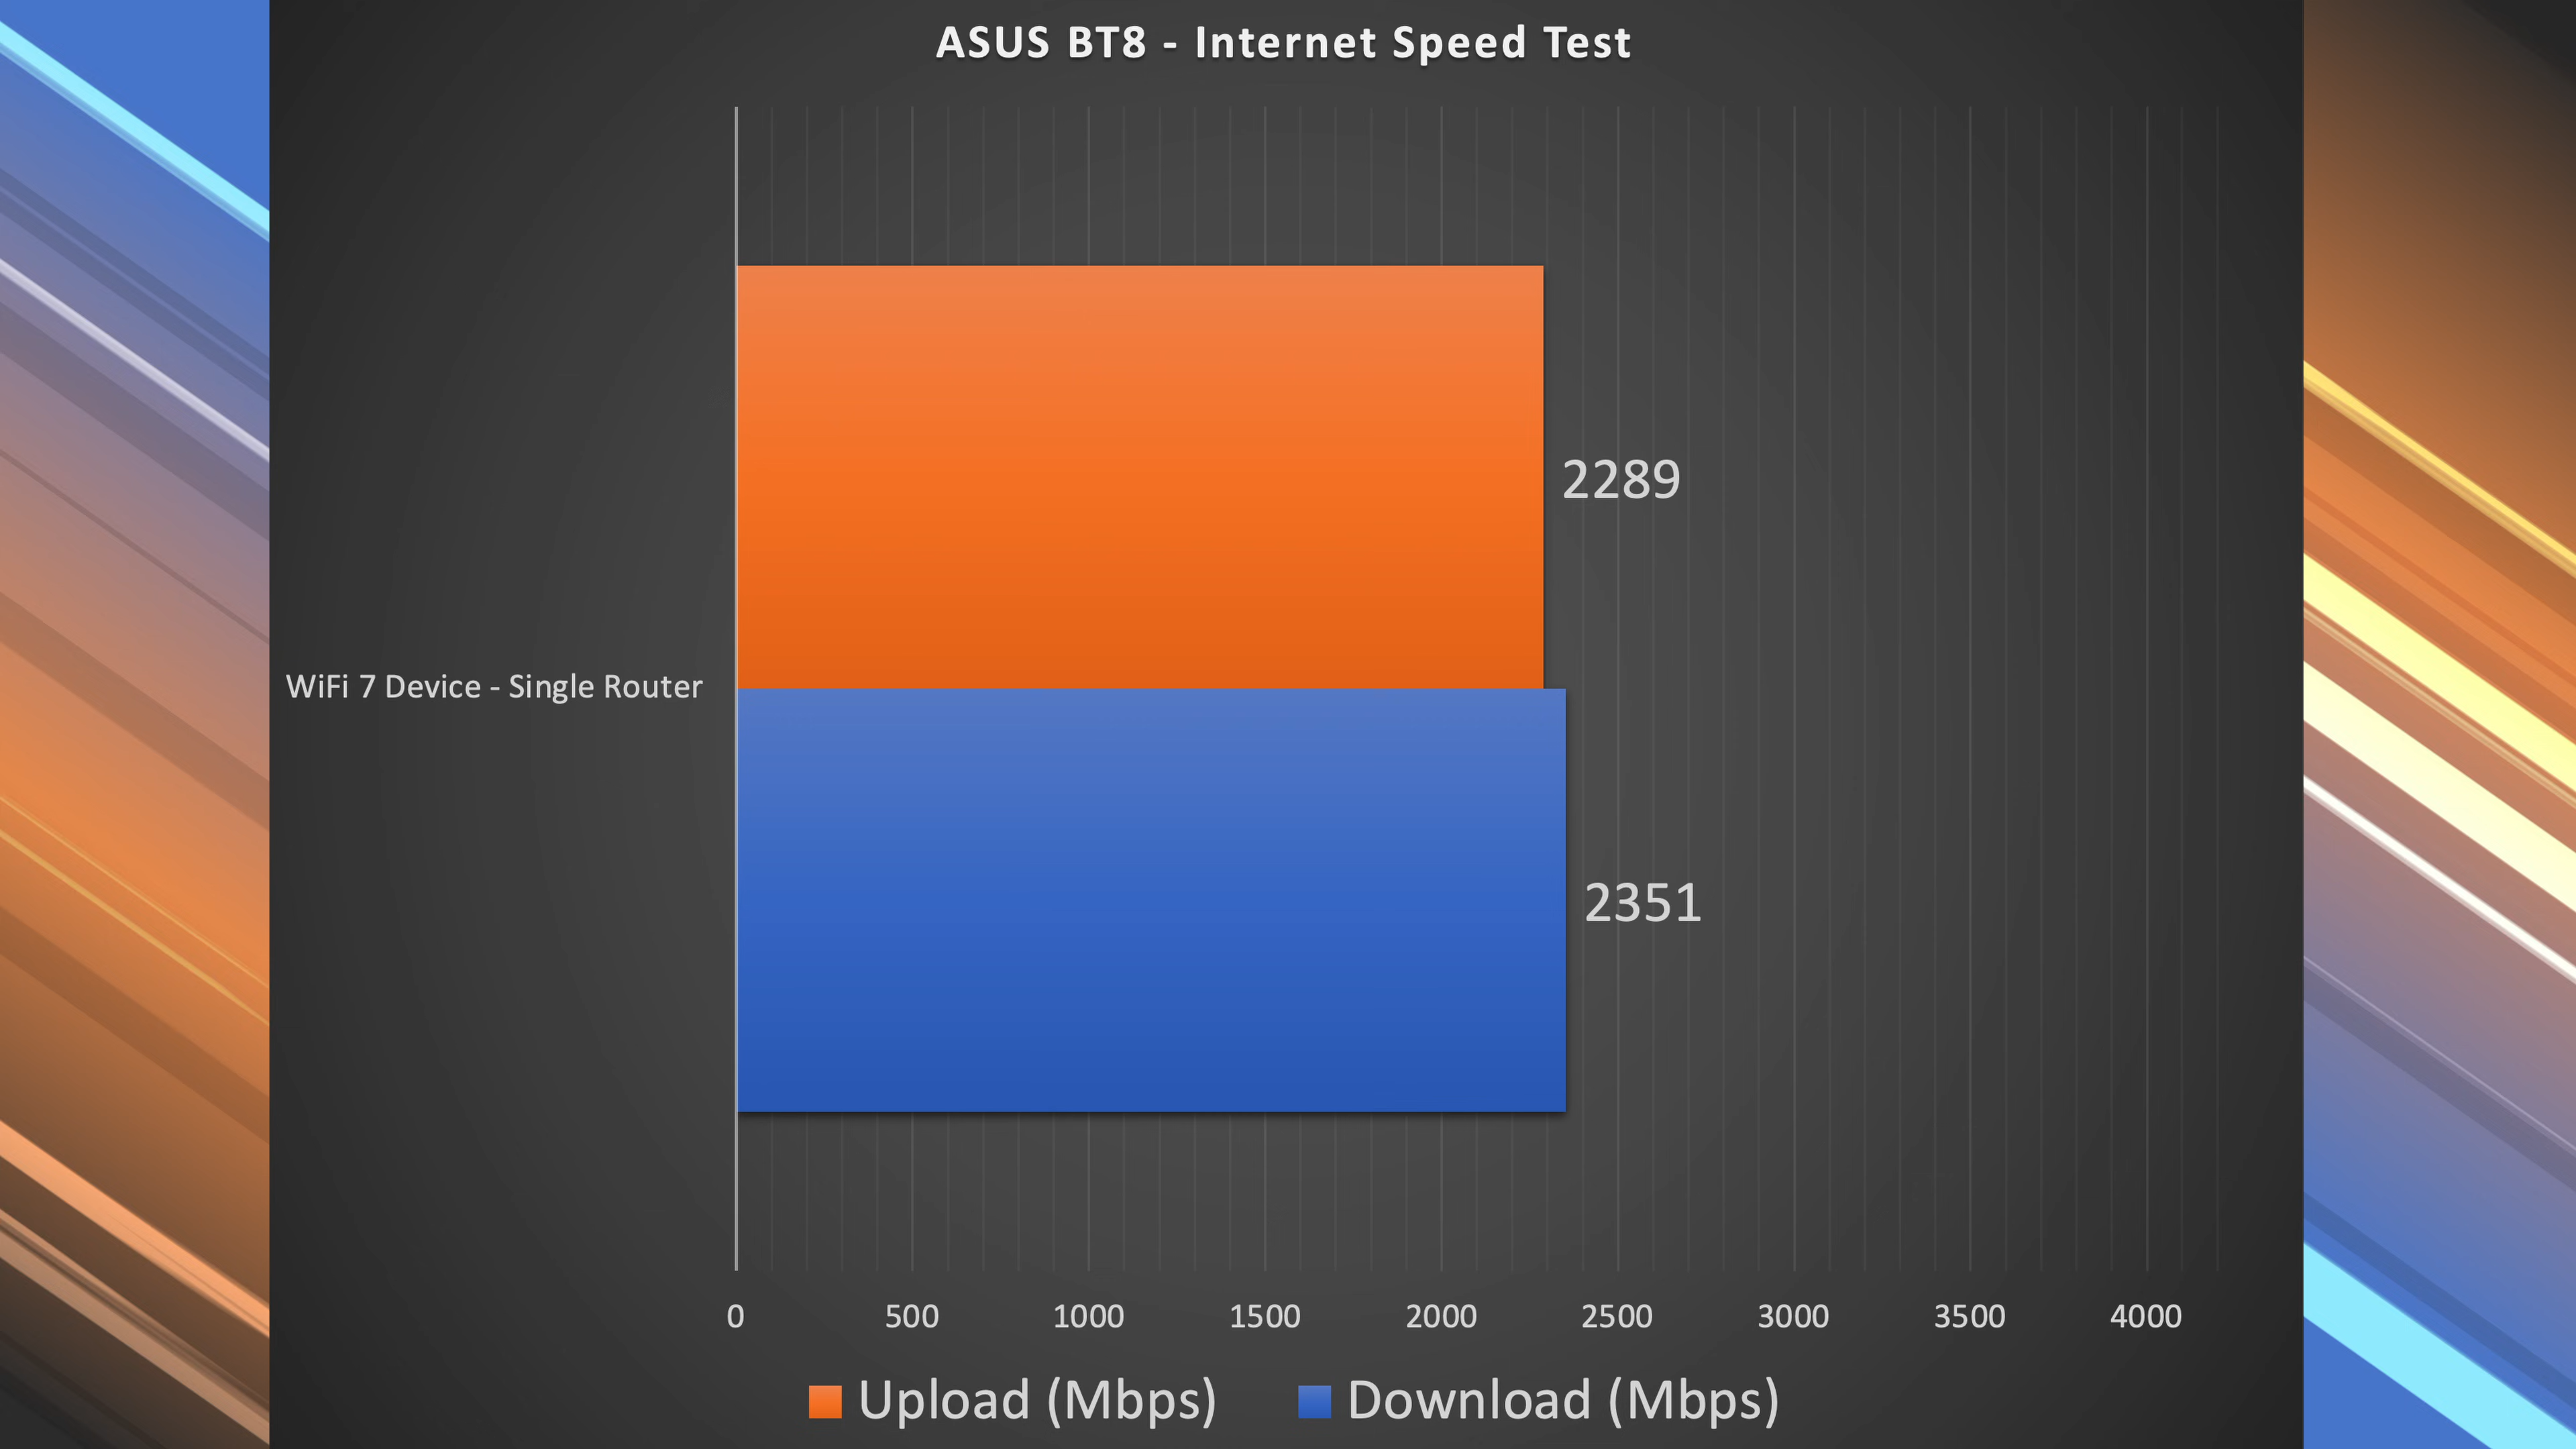 ASUS BT8 - Internet Speed Test
2289
WiFi 7 Device - Single Router
2351
0 500 1000 1500 2000 2500 3000 3500 4000
Upload (Mbps) Download (Mbps)